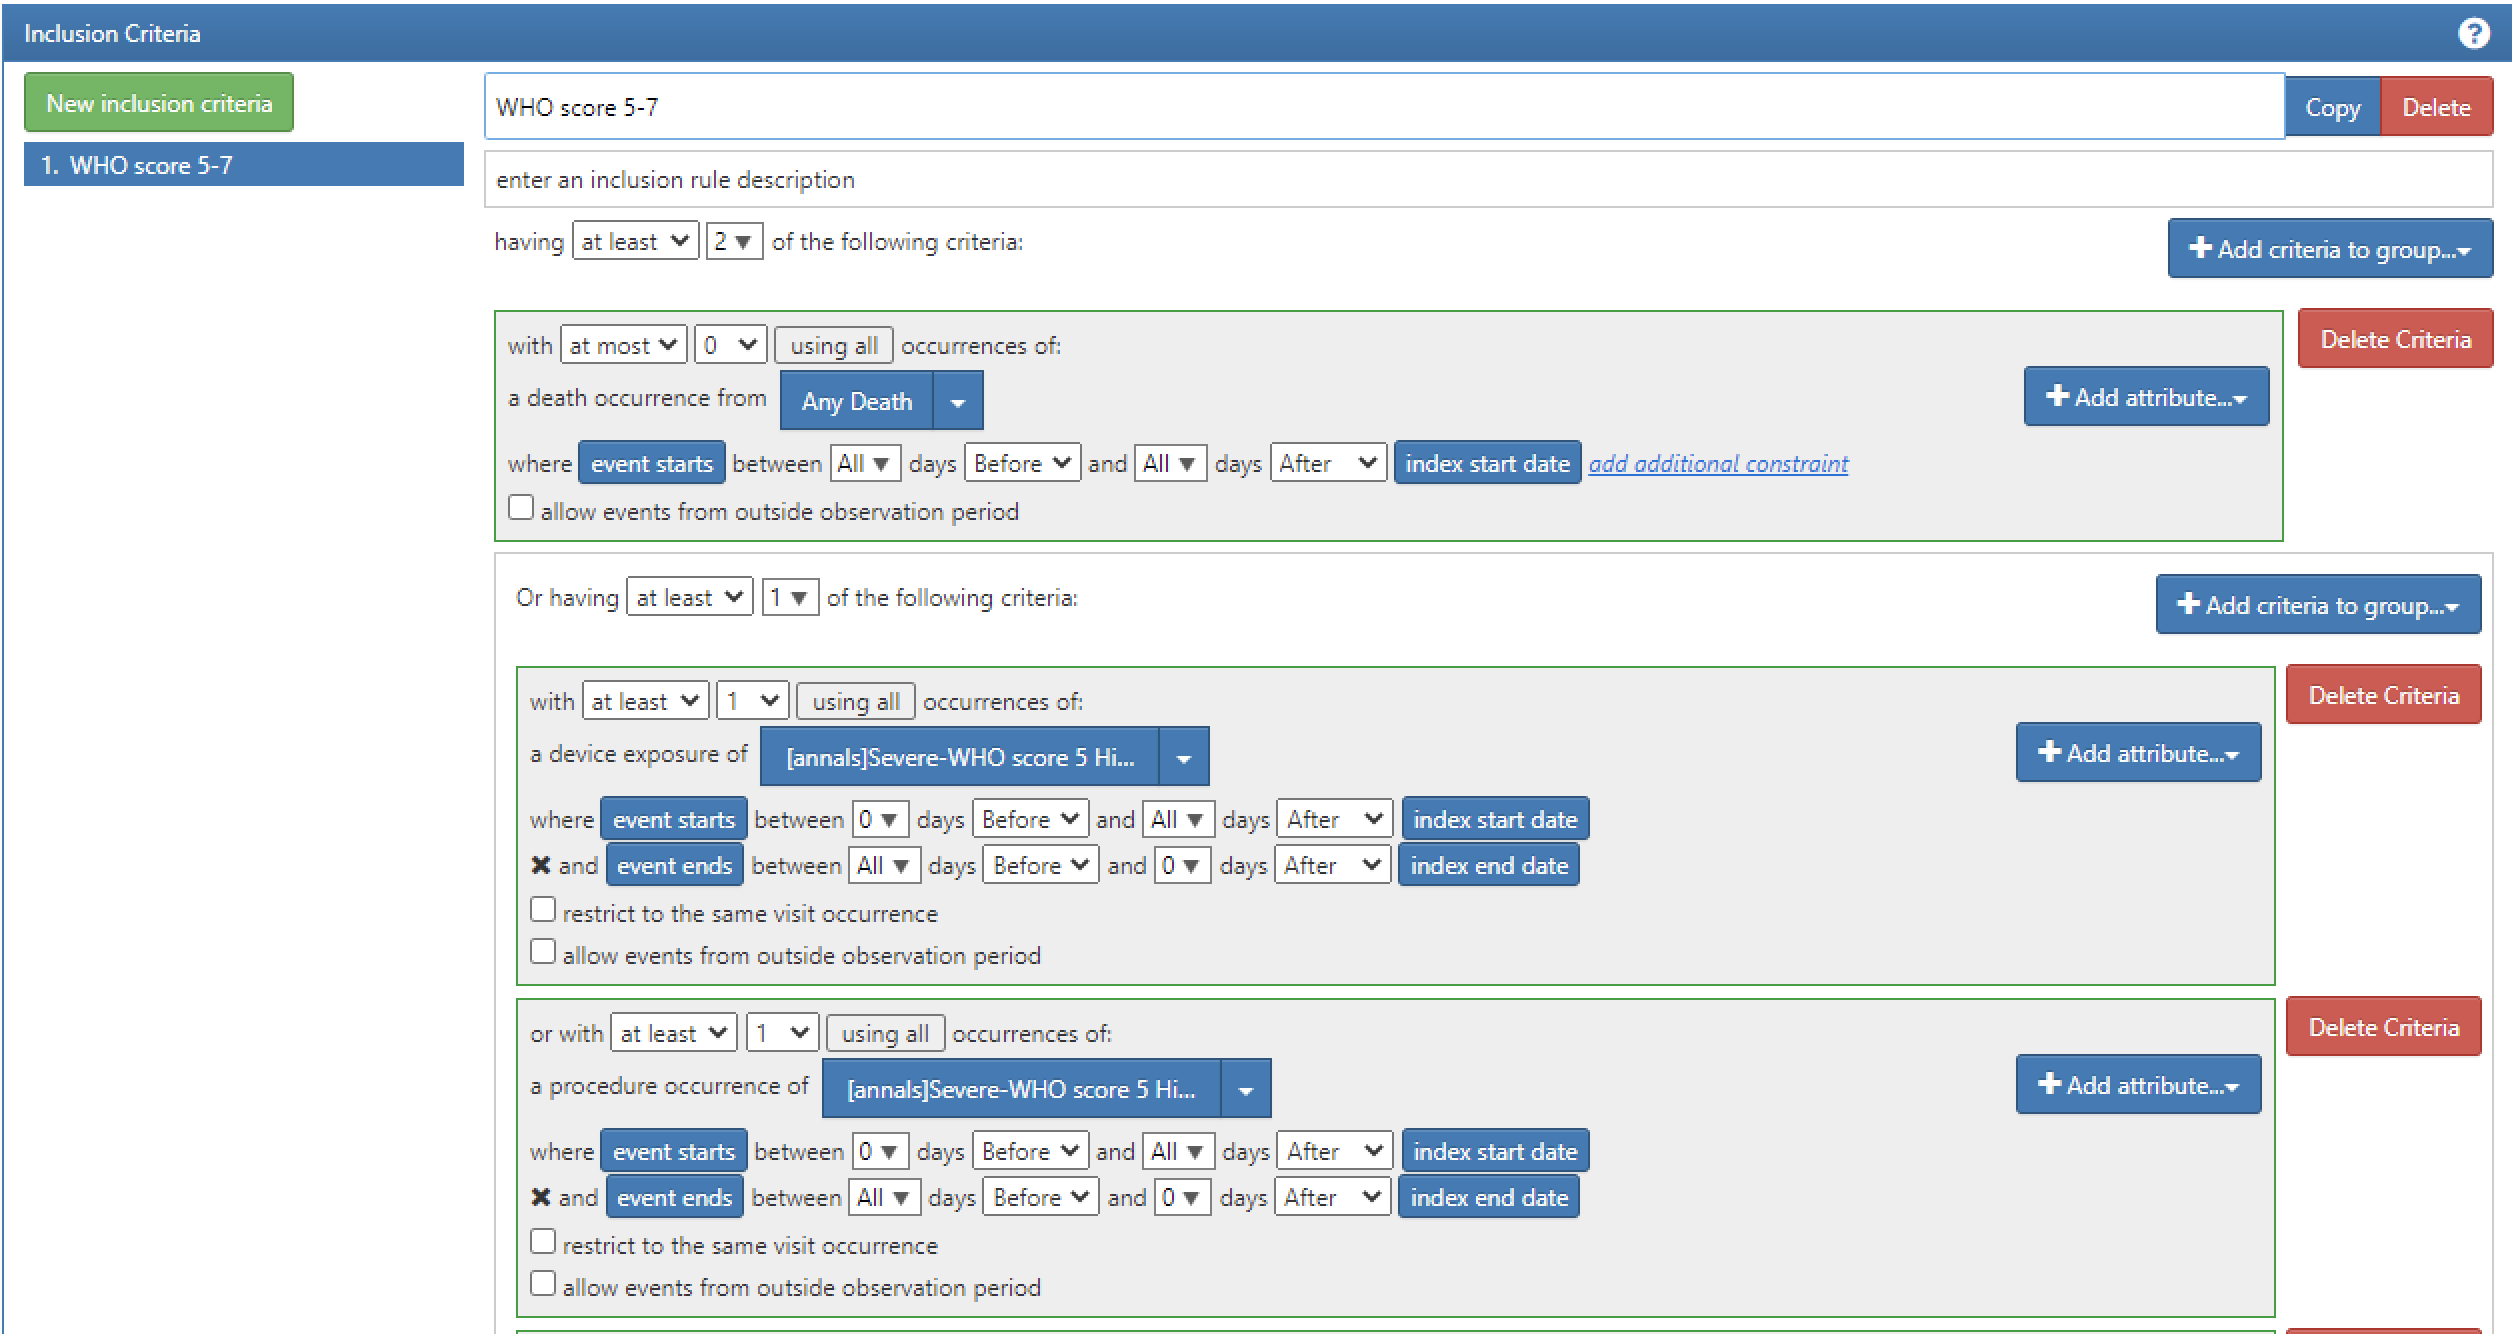 Inclusion Criteria ?
New inclusion criteria
1. WHO score 5-7
WHO score 5-7 Copy Delete
enter an inclusion rule description
having at least 2 of the following criteria: Add criteria to group...
with at most 0 using all occurrences of: Delete Criteria
a death occurrence from Any Death Add attribute...
where event starts between All days Before and All days After index start date add additional constraint
allow events from outside observation period
Or having at least 1 of the following criteria: Add criteria to group...
with at least 1 using all occurrences of: Delete Criteria
a device exposure of [annals]Severe-WHO score 5 Hi... Add attribute...
where event starts between 0 days Before and All days After index start date
and event ends between All days Before and 0 days After index end date
restrict to the same visit occurrence
allow events from outside observation period
or with at least 1 using all occurrences of: Delete Criteria
a procedure occurrence of [annals]Severe-WHO score 5 Hi... Add attribute...
where event starts between 0 days Before and All days After index start date
and event ends between All days Before and 0 days After index end date
restrict to the same visit occurrence
allow events from outside observation period